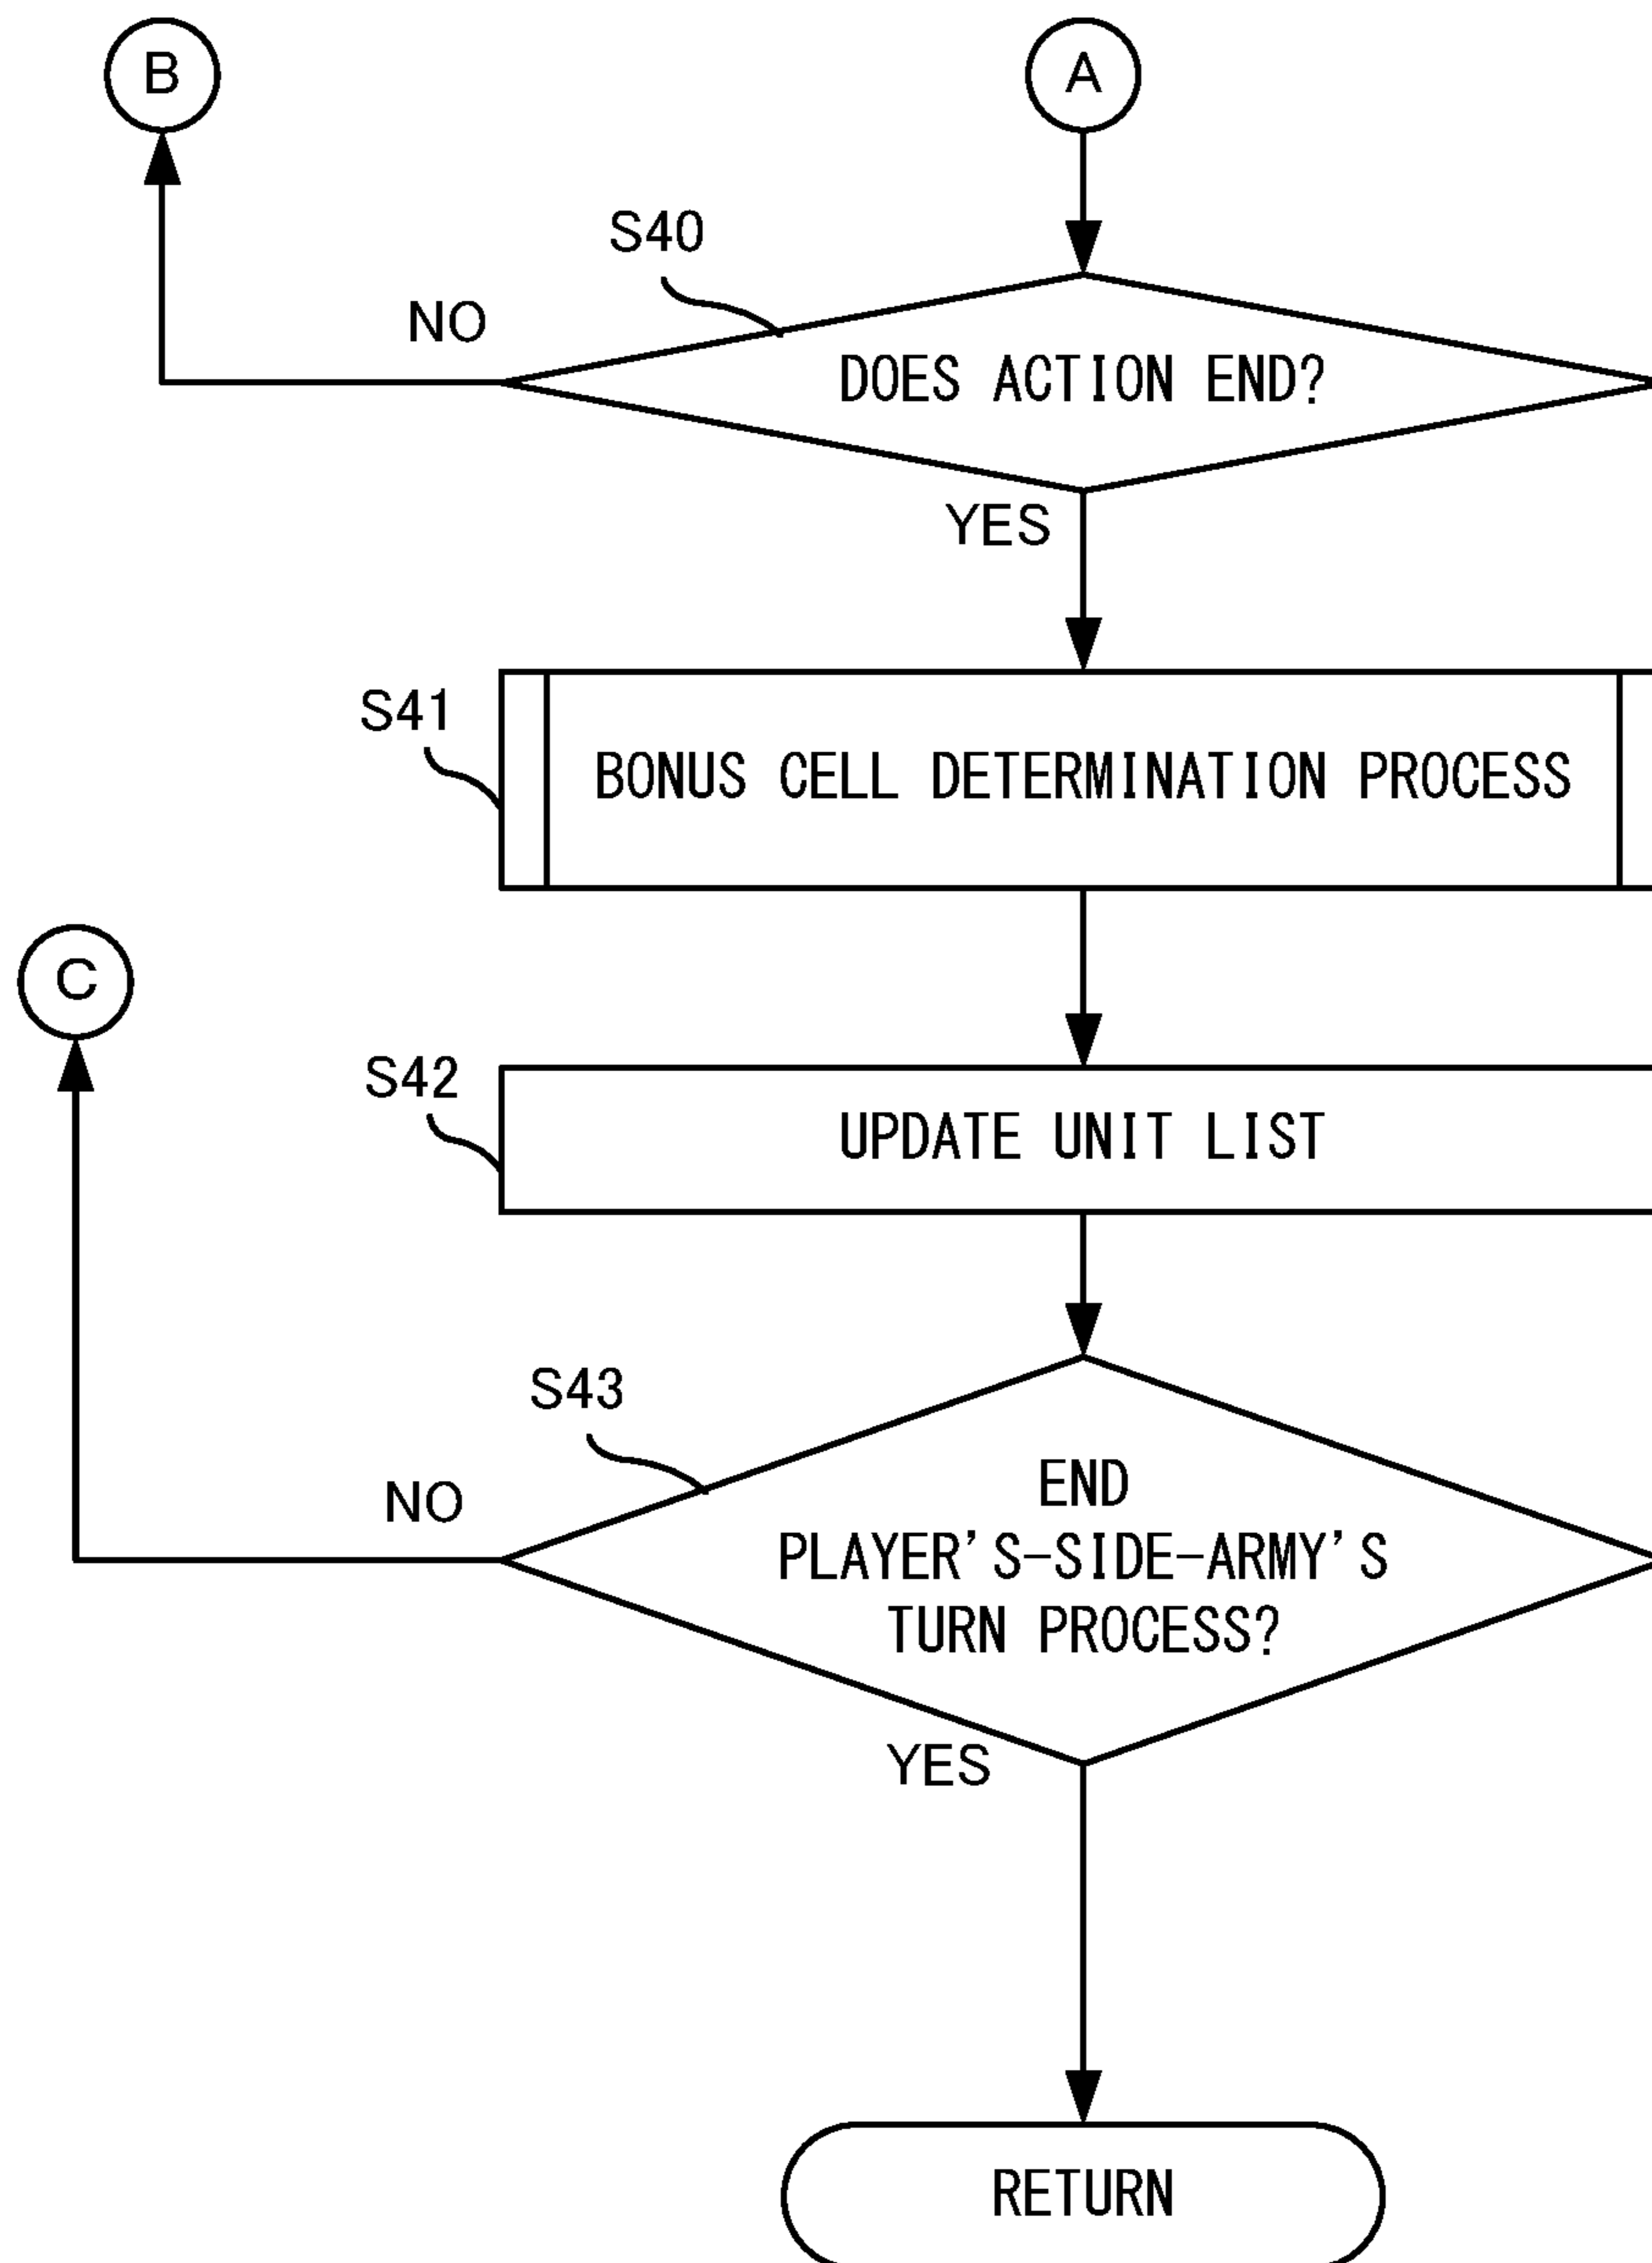 B
A
S40
NO
DOES ACTION END?
YES
S41
BONUS CELL DETERMINATION PROCESS
C
S42
UPDATE UNIT LIST
S43
NO
END
PLAYER'S-SIDE-ARMY'S
TURN PROCESS?
YES
RETURN